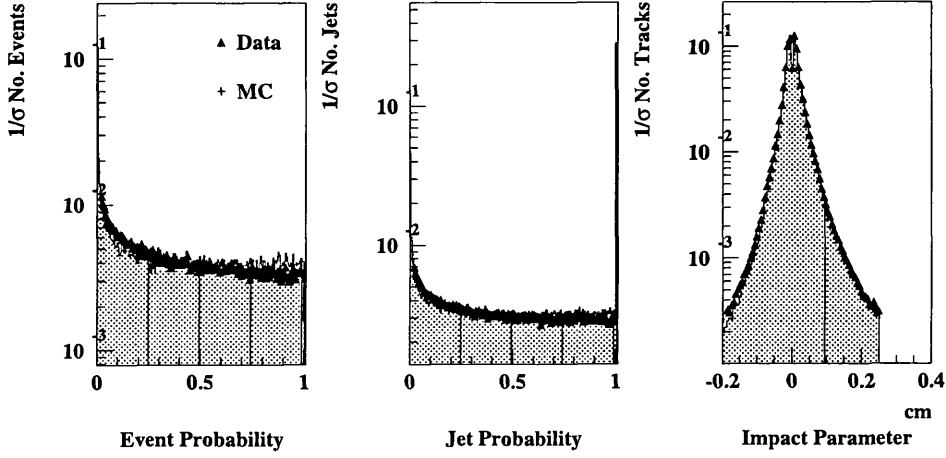 1/σ No. Events
▲ Data
+ MC
10 -1
10 -2
10 -3
0 0.5 1
Event Probability
1/σ No. Jets
10 -1
10 -2
0 0.5 1
Jet Probability
1/σ No. Tracks
10 -1
10 -2
10 -3
-0.2 0 0.2 0.4
cm
Impact Parameter